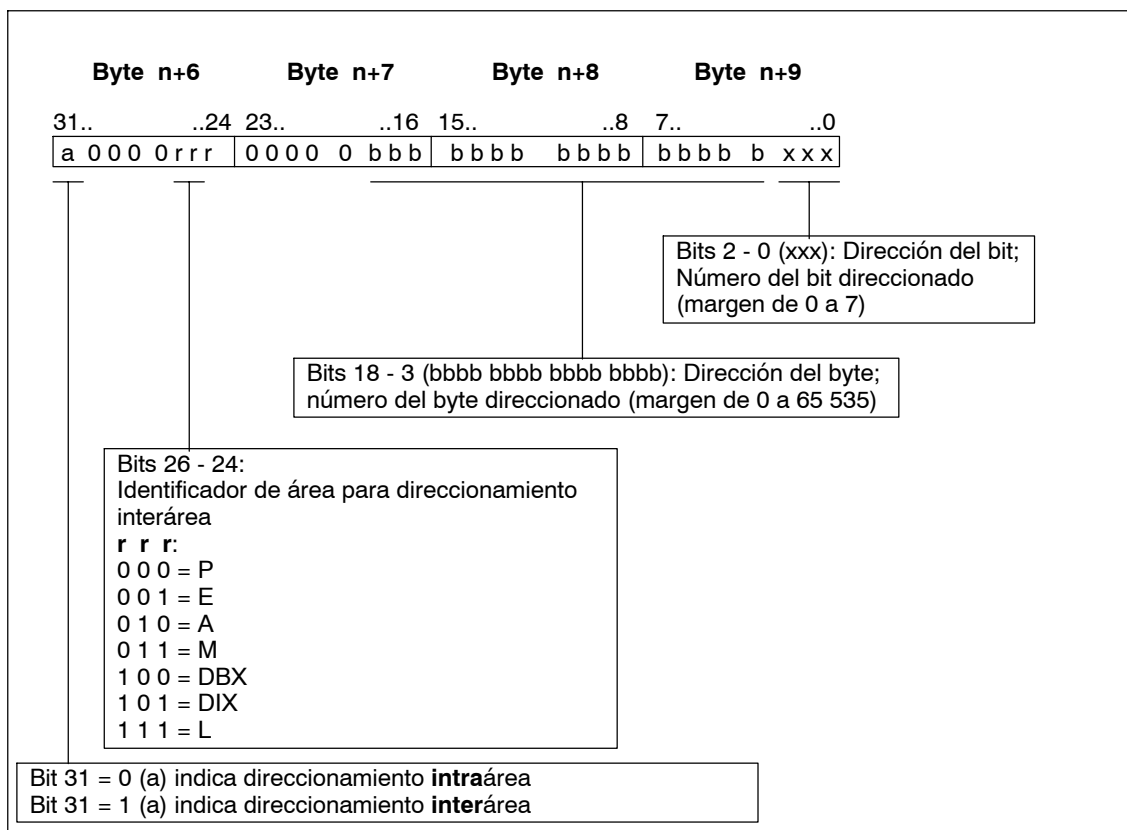 Byte n+6 Byte n+7 Byte n+8 Byte n+9
31.. ..24 23.. ..16 15.. ..8 7.. ..0
a 0 0 0 0 r r r 0 0 0 0 0 b b b b b b b b b b b b b b b b x x x
Bits 2 - 0 (xxx): Dirección del bit;
Número del bit direccionado
(margen de 0 a 7)
Bits 18 - 3 (bbbb bbbb bbbb bbbb): Dirección del byte;
número del byte direccionado (margen de 0 a 65 535)
Bits 26 - 24:
Identificador de área para direccionamiento
interárea
r r r:
0 0 0 = P
0 0 1 = E
0 1 0 = A
0 1 1 = M
1 0 0 = DBX
1 0 1 = DIX
1 1 1 = L
Bit 31 = 0 (a) indica direccionamiento intraárea
Bit 31 = 1 (a) indica direccionamiento interárea